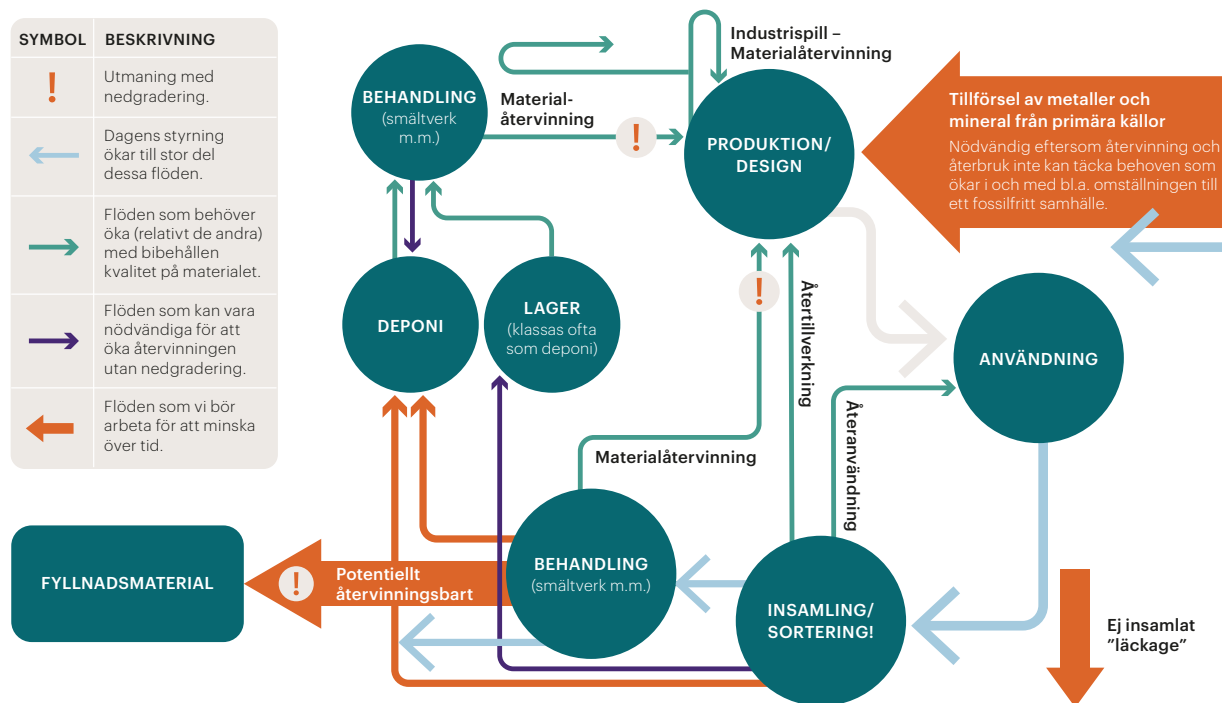 SYMBOL BESKRIVNING
!
Utmaning med
nedgradering.
Dagens styrning
ökar till stor del
dessa flöden.
Flöden som behöver
öka (relativt de andra)
med bibehållen
kvalitet på materialet.
Flöden som kan vara
nödvändiga för att
öka återvinningen
utan nedgradering.
Flöden som vi bör
arbeta för att minska
över tid.
BEHANDLING
(smältverk
m.m.)
Material-
återvinning
!
Industrispill –
Materialåtervinning
PRODUKTION/
DESIGN
Tillförsel av metaller och
mineral från primära källor
Nödvändig eftersom återvinning och
återbruk inte kan täcka behoven som
ökar i och med bl.a. omställningen till
ett fossilfritt samhälle.
DEPONI
LAGER
(klassas ofta
som deponi)
!
Återtillverkning
ANVÄNDNING
Återanvändning
Materialåtervinning
FYLLNADSMATERIAL
!
Potentiellt
återvinningsbart
BEHANDLING
(smältverk m.m.)
INSAMLING/
SORTERING!
Ej insamlat
”läckage”